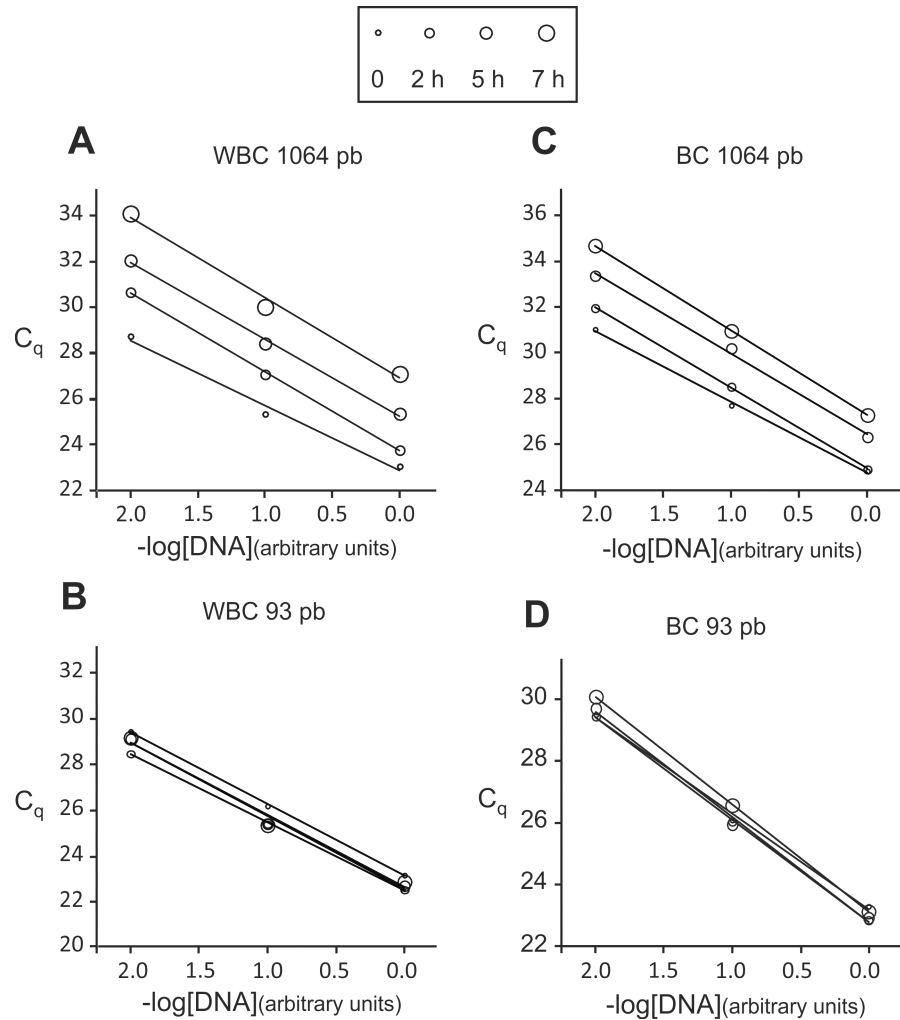 0 2 h 5 h 7 h
A
WBC 1064 pb
34
32
30
28
26
24
22
Cq
2.0 1.5 1.0 0.5 0.0
-log[DNA](arbitrary units)
C
BC 1064 pb
36
34
32
30
28
26
24
Cq
2.0 1.5 1.0 0.5 0.0
-log[DNA](arbitrary units)
B
WBC 93 pb
32
30
28
26
24
22
20
Cq
2.0 1.5 1.0 0.5 0.0
-log[DNA](arbitrary units)
D
BC 93 pb
30
28
26
24
22
Cq
2.0 1.5 1.0 0.5 0.0
-log[DNA](arbitrary units)